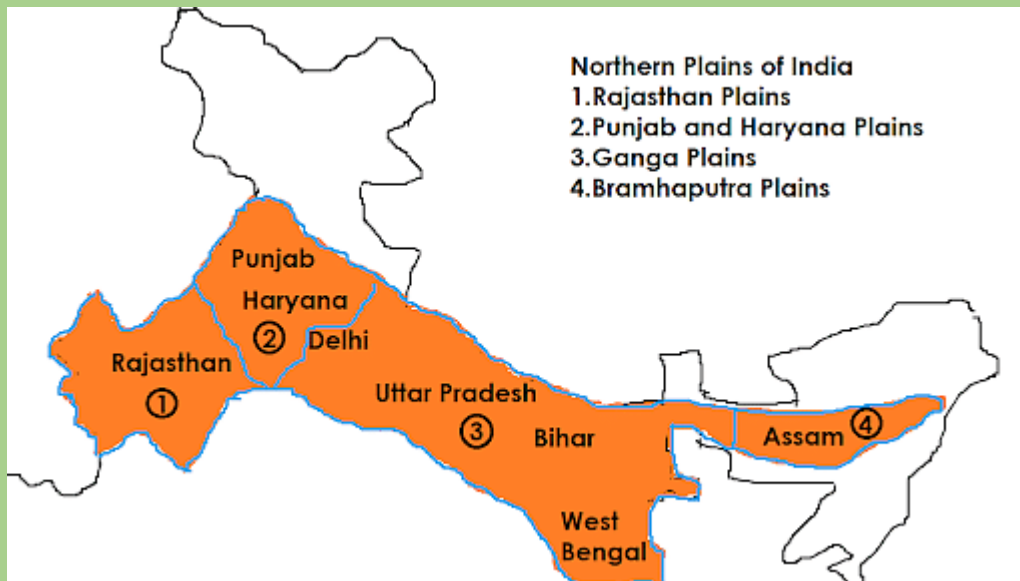 Northern Plains of India
1.Rajasthan Plains
2.Punjab and Haryana Plains
3.Ganga Plains
4.Bramhaputra Plains
Punjab
Haryana
2
Delhi
Rajasthan
1
Uttar Pradesh
3
Bihar
Assam 4
West
Bengal